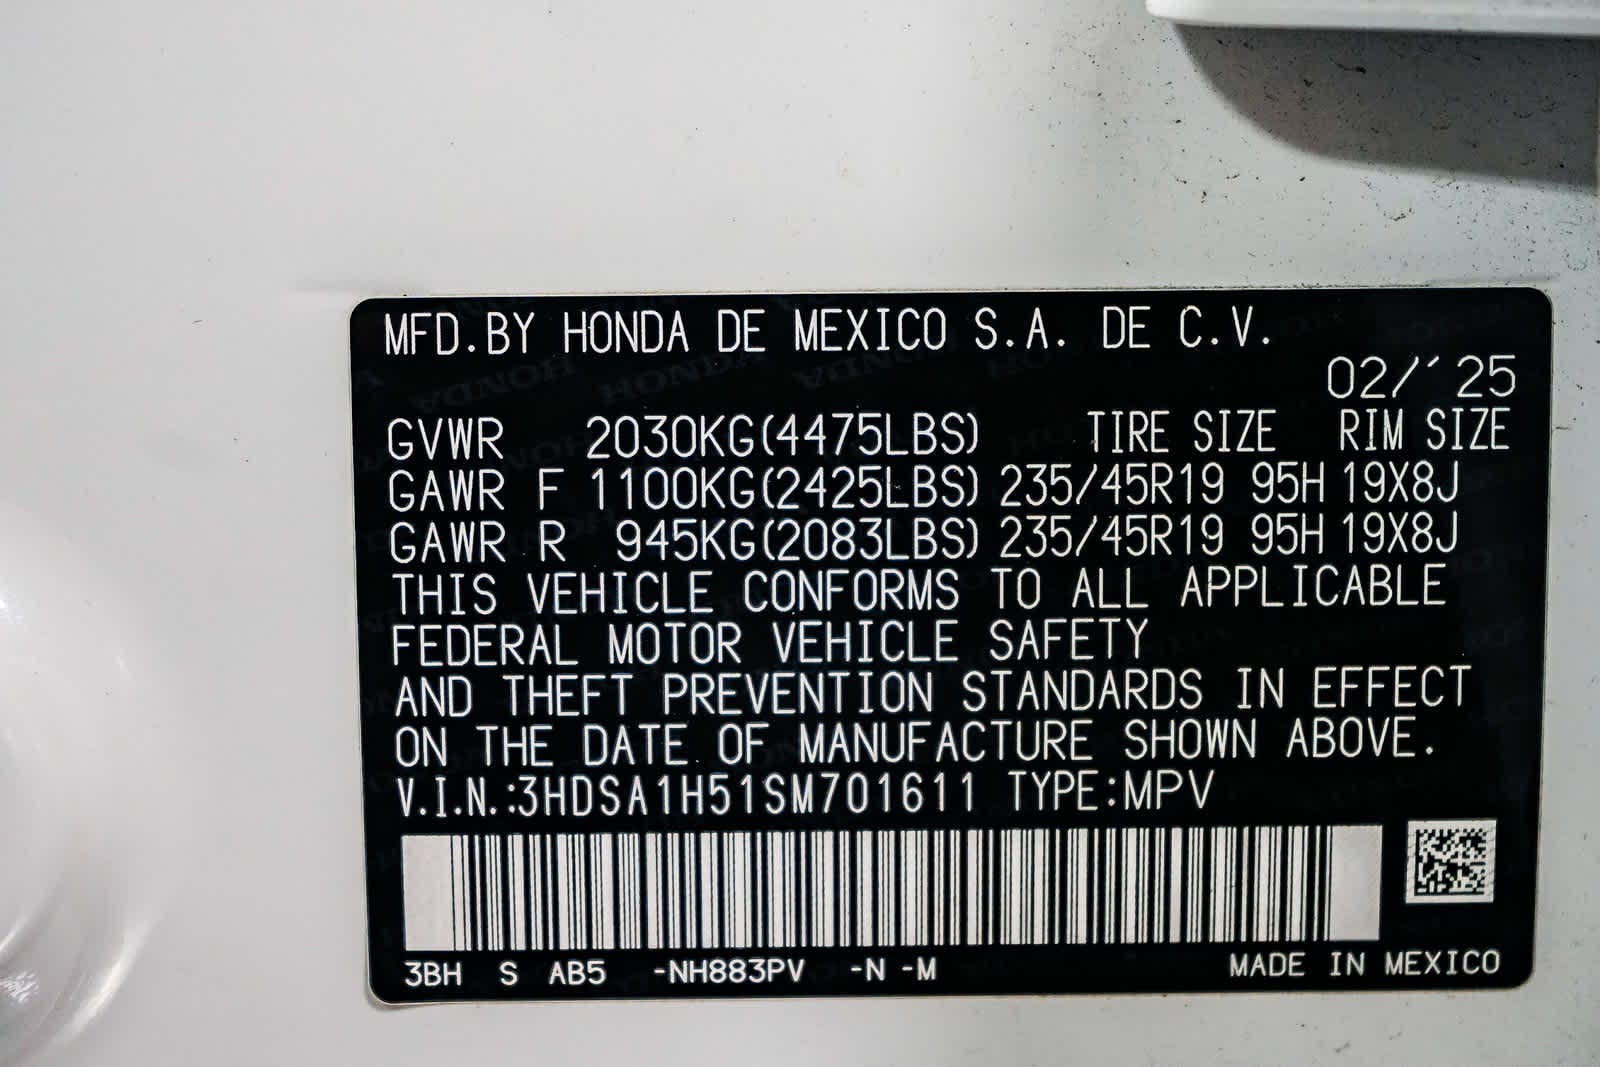 MFD.BY HONDA DE MEXICO S.A. DE C.V.
02/'25
GVWR 2030KG(4475LBS) TIRE SIZE RIM SIZE
GAWR F 1100KG(2425LBS) 235/45R19 95H 19X8J
GAWR R 945KG(2083LBS) 235/45R19 95H 19X8J
THIS VEHICLE CONFORMS TO ALL APPLICABLE
FEDERAL MOTOR VEHICLE SAFETY
AND THEFT PREVENTION STANDARDS IN EFFECT
ON THE DATE OF MANUFACTURE SHOWN ABOVE.
V.I.N.:3HDSA1H51SM701611 TYPE:MPV
3BH S AB5 -NH883PV -N -M MADE IN MEXICO